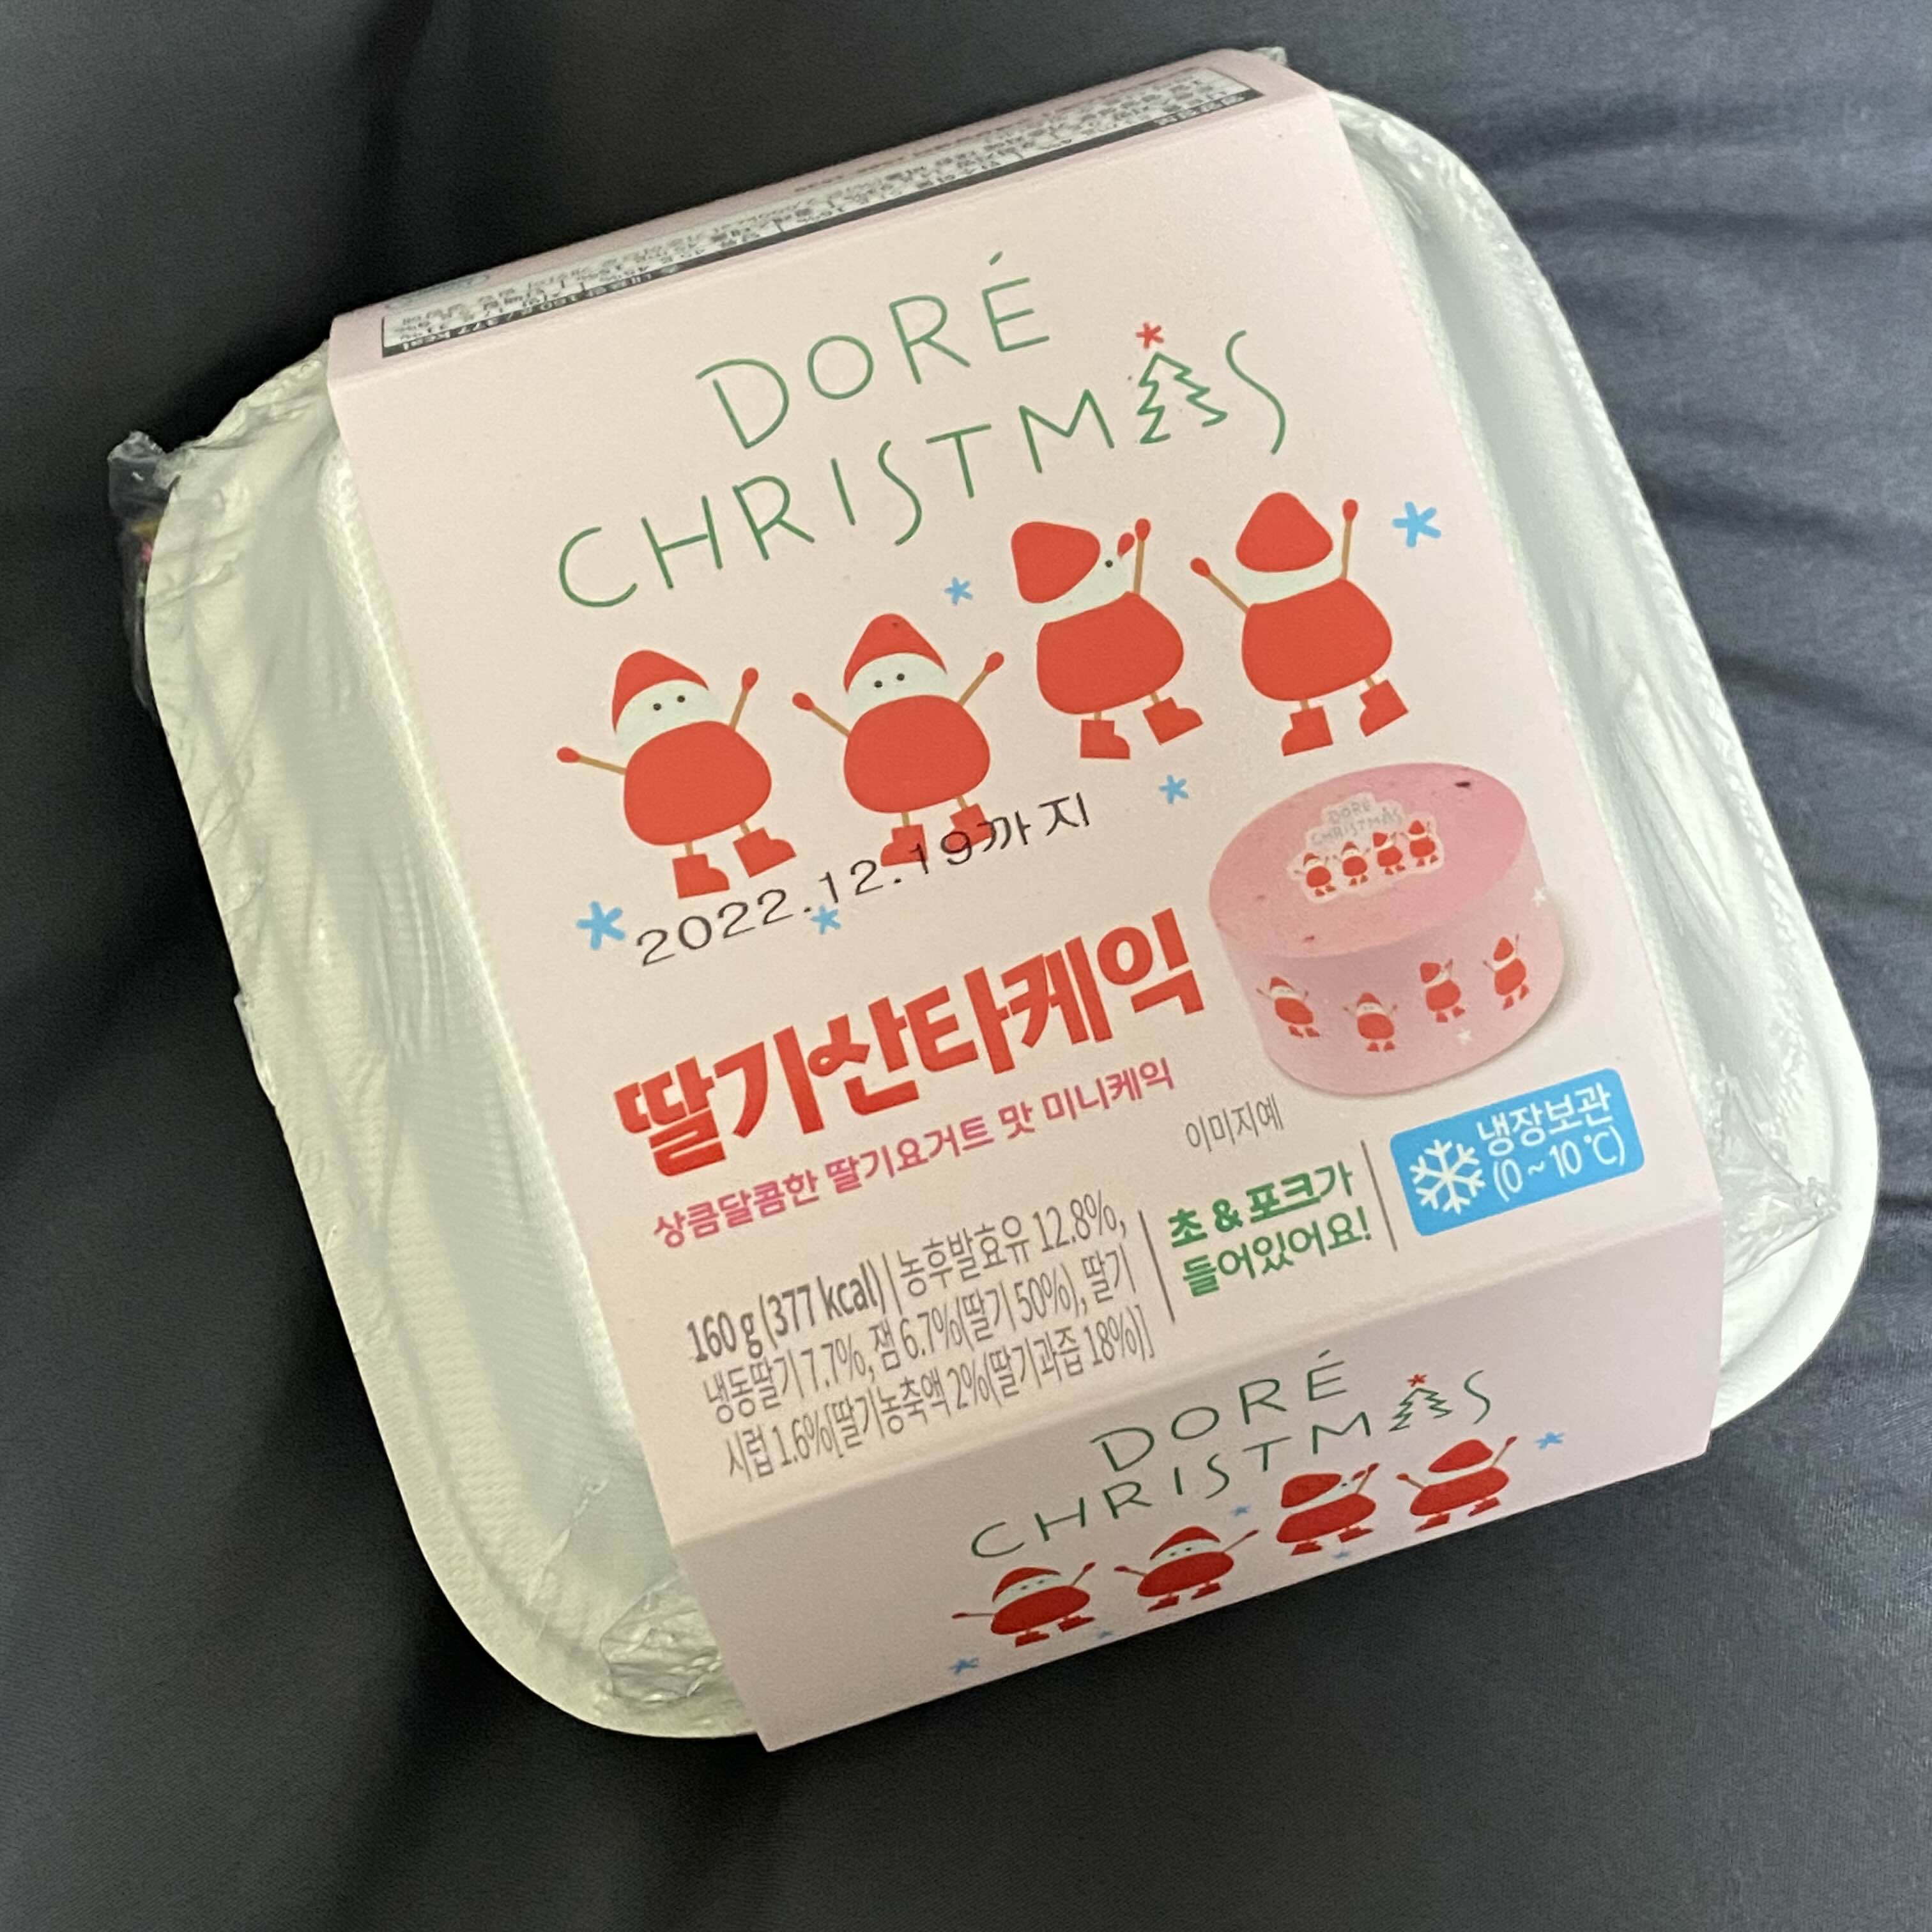 DORÉ
CHRISTMAS
2022.12.19까지
DORÉ
CHRISTMAS
딸기산타케익
상큼달콤한 딸기요거트 맛 미니케익
이미지예
160 g (377 kcal) | 농후발효유 12.8%,
냉동딸기 7.7%, 잼 6.7%(딸기 50%), 딸기
시럽 1.6%[딸기농축액 2%(딸기과즙 18%)]
초 & 포크가
들어있어요!
냉장보관
(0~10℃)
DORÉ
CHRISTMAS